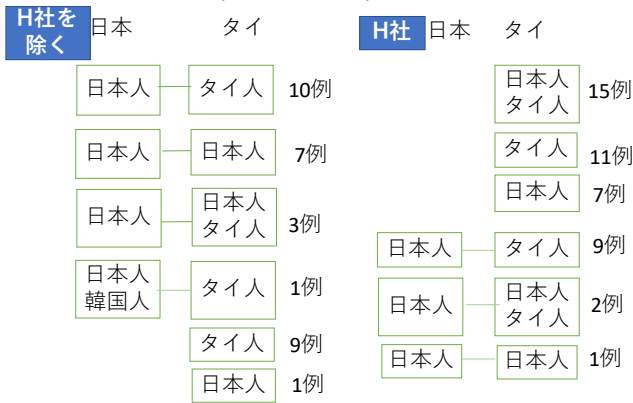 H社を
除く
日本 タイ
日本人 タイ人 10例
日本人 日本人 7例
日本人 日本人
タイ人 3例
日本人
韓国人 タイ人 1例
タイ人 9例
日本人 1例
H社 日本 タイ
日本人
タイ人 15例
タイ人 11例
日本人 7例
日本人 タイ人 9例
日本人 日本人
タイ人 2例
日本人 日本人 1例